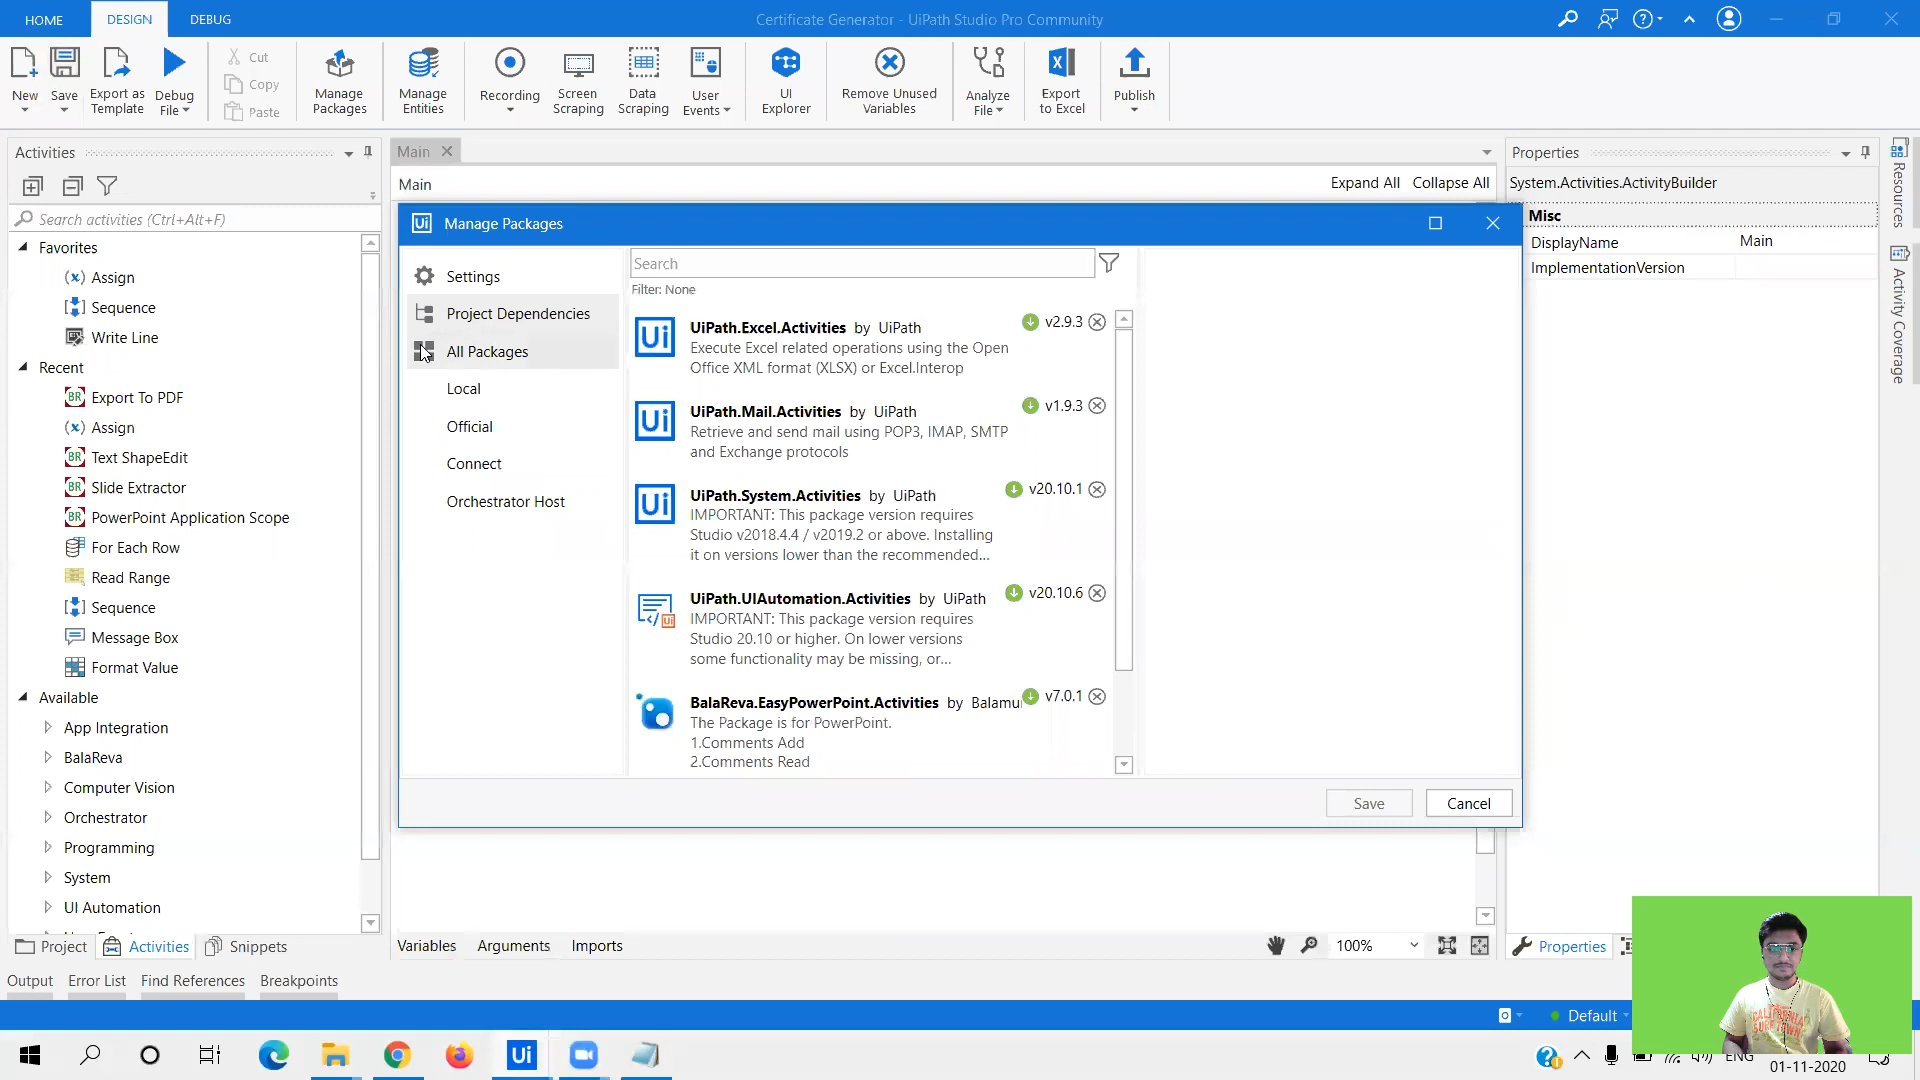 HOME
DESIGN
DEBUG
Certificate Generator - UiPath Studio Pro Community
New
Save
Export as Template
Debug File
Cut
Copy
Paste
Manage Packages
Manage Entities
Recording
Screen Scraping
Data Scraping
User Events
UI Explorer
Remove Unused Variables
Analyze File
Export to Excel
Publish
Activities
Search activities (Ctrl+Alt+F)
Favorites
Assign
Sequence
Write Line
Recent
Export To PDF
Assign
Text ShapeEdit
Slide Extractor
PowerPoint Application Scope
For Each Row
Read Range
Sequence
Message Box
Format Value
Available
App Integration
BalaReva
Computer Vision
Orchestrator
Programming
System
UI Automation
Project
Activities
Snippets
Main
Main
Expand All
Collapse All
Manage Packages
Settings
Project Dependencies
All Packages
Local
Official
Connect
Orchestrator Host
Search
Filter: None
UiPath.Excel.Activities by UiPath v2.9.3
Execute Excel related operations using the Open
Office XML format (XLSX) or Excel.Interop
UiPath.Mail.Activities by UiPath v1.9.3
Retrieve and send mail using POP3, IMAP, SMTP
and Exchange protocols
UiPath.System.Activities by UiPath v20.10.1
IMPORTANT: This package version requires
Studio v2018.4.4 / v2019.2 or above. Installing
it on versions lower than the recommended...
UiPath.UIAutomation.Activities by UiPath v20.10.6
IMPORTANT: This package version requires
Studio 20.10 or higher. On lower versions
some functionality may be missing, or...
BalaReva.EasyPowerPoint.Activities by Balamu v7.0.1
The Package is for PowerPoint.
1.Comments Add
2.Comments Read
Save
Cancel
Properties
System.Activities.ActivityBuilder
Misc
DisplayName Main
ImplementationVersion
Resources
Activity Coverage
Variables
Arguments
Imports
100%
Properties
Output
Error List
Find References
Breakpoints
Default
CALIFORNIA
SURF TOWN
ENG
01-11-2020